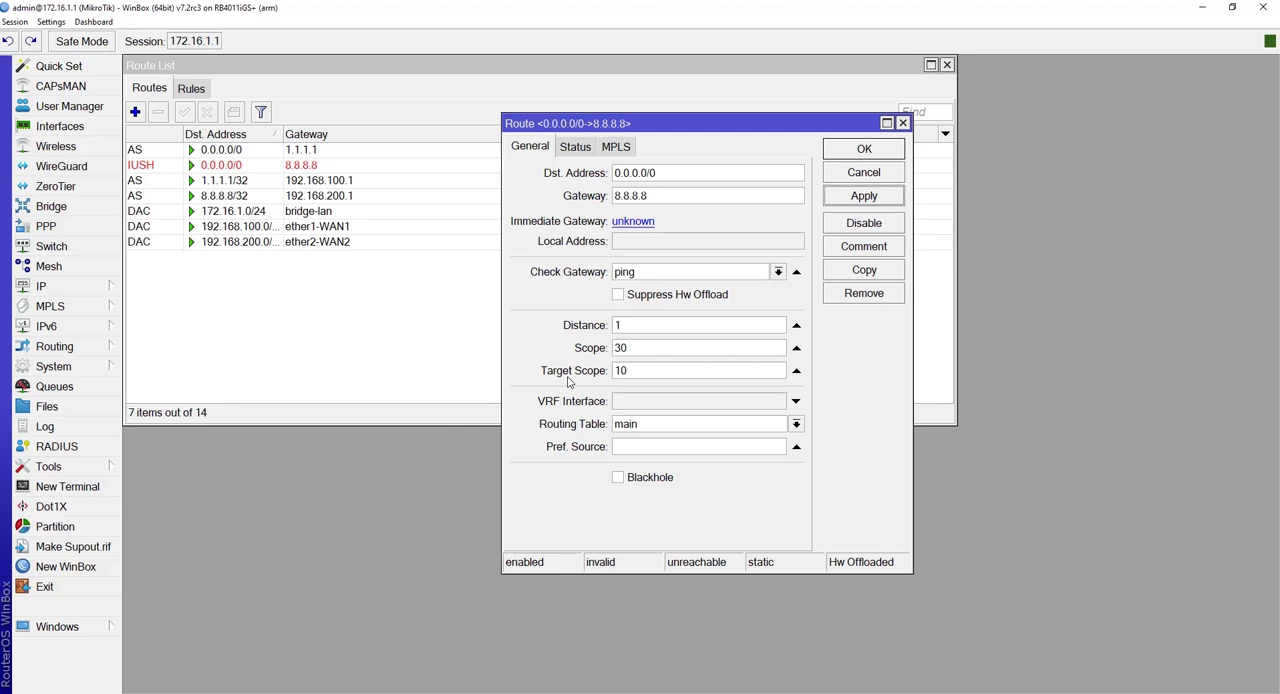 admin@172.16.1.1 (MikroTik) - WinBox (64bit) v7.2rc3 on RB4011iGS+ (arm)
Session Settings Dashboard
Safe Mode Session: 172.16.1.1
Quick Set
CAPsMAN
User Manager
Interfaces
Wireless
WireGuard
ZeroTier
Bridge
PPP
Switch
Mesh
IP
MPLS
IPv6
Routing
System
Queues
Files
Log
RADIUS
Tools
New Terminal
Dot1X
Partition
Make Supout.rif
New WinBox
Exit
Windows
RouterOS WinBox
Route List
Routes Rules
Find
Dst. Address / Gateway
AS 0.0.0.0/0 1.1.1.1
IUSH 0.0.0.0/0 8.8.8.8
AS 1.1.1.1/32 192.168.100.1
AS 8.8.8.8/32 192.168.200.1
DAC 172.16.1.0/24 bridge-lan
DAC 192.168.100.0/... ether1-WAN1
DAC 192.168.200.0/... ether2-WAN2
7 items out of 14
Route <0.0.0.0/0->8.8.8.8>
General Status MPLS
Dst. Address: 0.0.0.0/0
Gateway: 8.8.8.8
Immediate Gateway: unknown
Local Address:
Check Gateway: ping
Suppress Hw Offload
Distance: 1
Scope: 30
Target Scope: 10
VRF Interface:
Routing Table: main
Pref. Source:
Blackhole
OK
Cancel
Apply
Disable
Comment
Copy
Remove
enabled invalid unreachable static Hw Offloaded